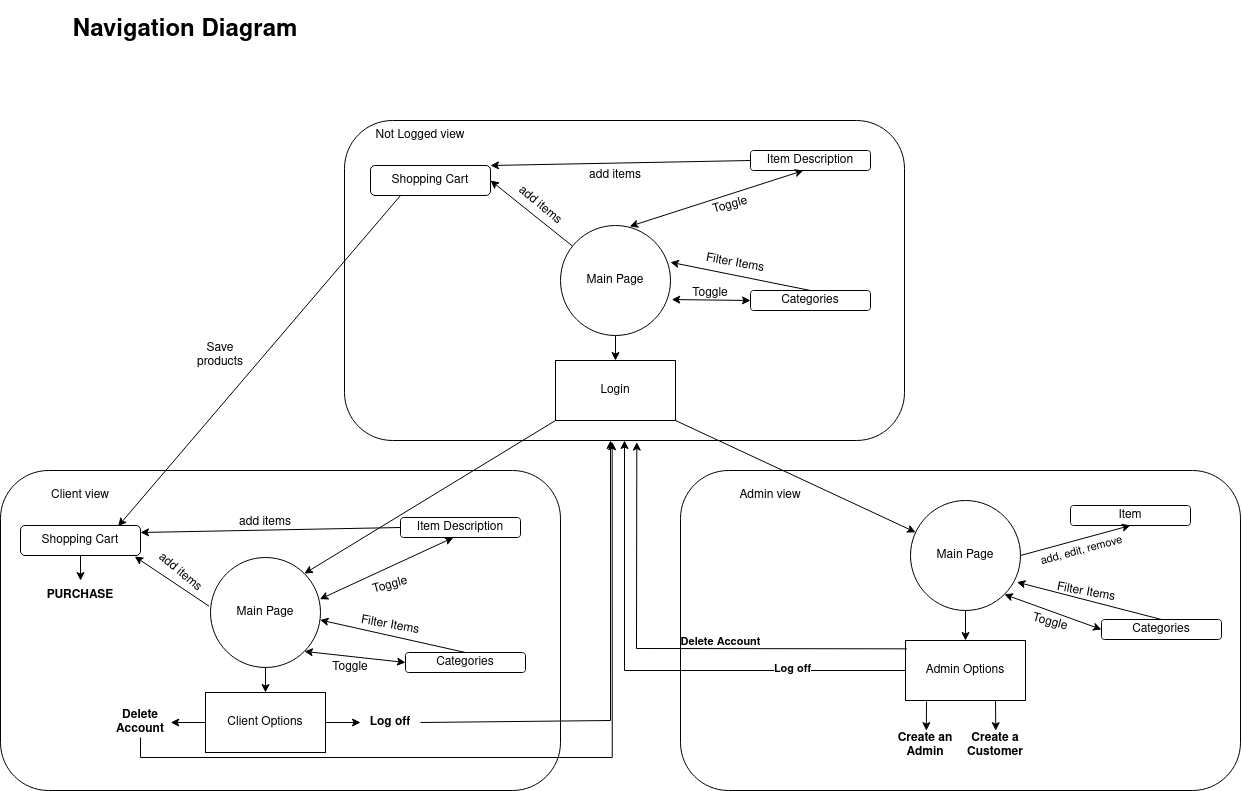 Navigation Diagram
Not Logged view
Shopping Cart
Item Description
add items
add items
Toggle
Main Page
Filter Items
Toggle
Categories
Login
Save
products
Client view
Shopping Cart
add items
Item Description
add items
PURCHASE
Main Page
Toggle
Filter Items
Toggle
Categories
Delete
Account
Client Options
Log off
Admin view
Main Page
Item
add, edit, remove
Filter Items
Toggle
Categories
Delete Account
Log off
Admin Options
Create an
Admin
Create a
Customer